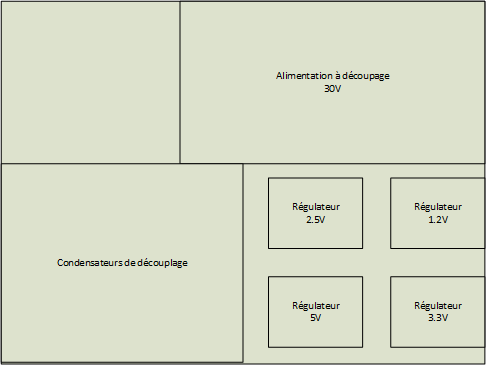 Alimentation à découpage
30V
Régulateur
2.5V
Régulateur
1.2V
Condensateurs de découplage
Régulateur
5V
Régulateur
3.3V